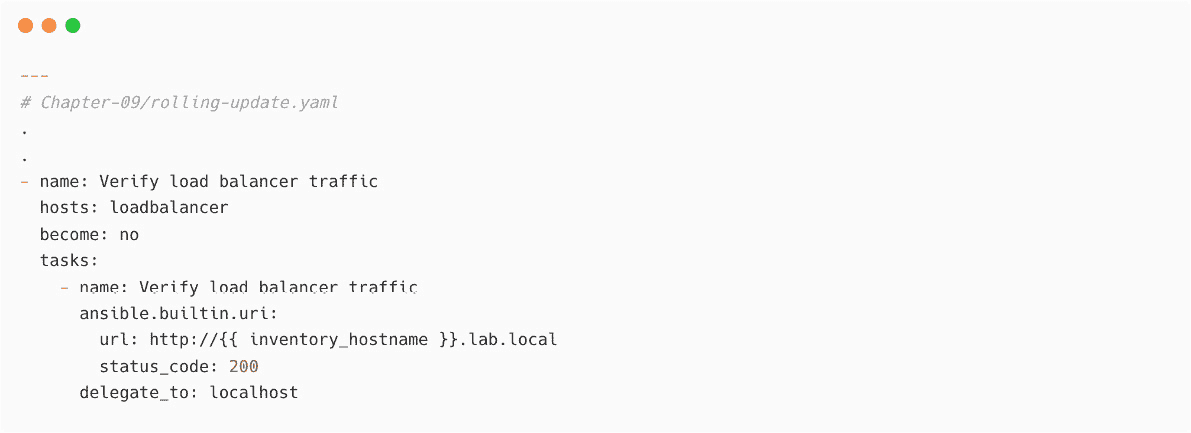 ---
# Chapter-09/rolling-update.yaml
.
.
- name: Verify load balancer traffic
  hosts: loadbalancer
  become: no
  tasks:
    - name: Verify load balancer traffic
      ansible.builtin.uri:
        url: http://{{ inventory_hostname }}.lab.local
        status_code: 200
      delegate_to: localhost